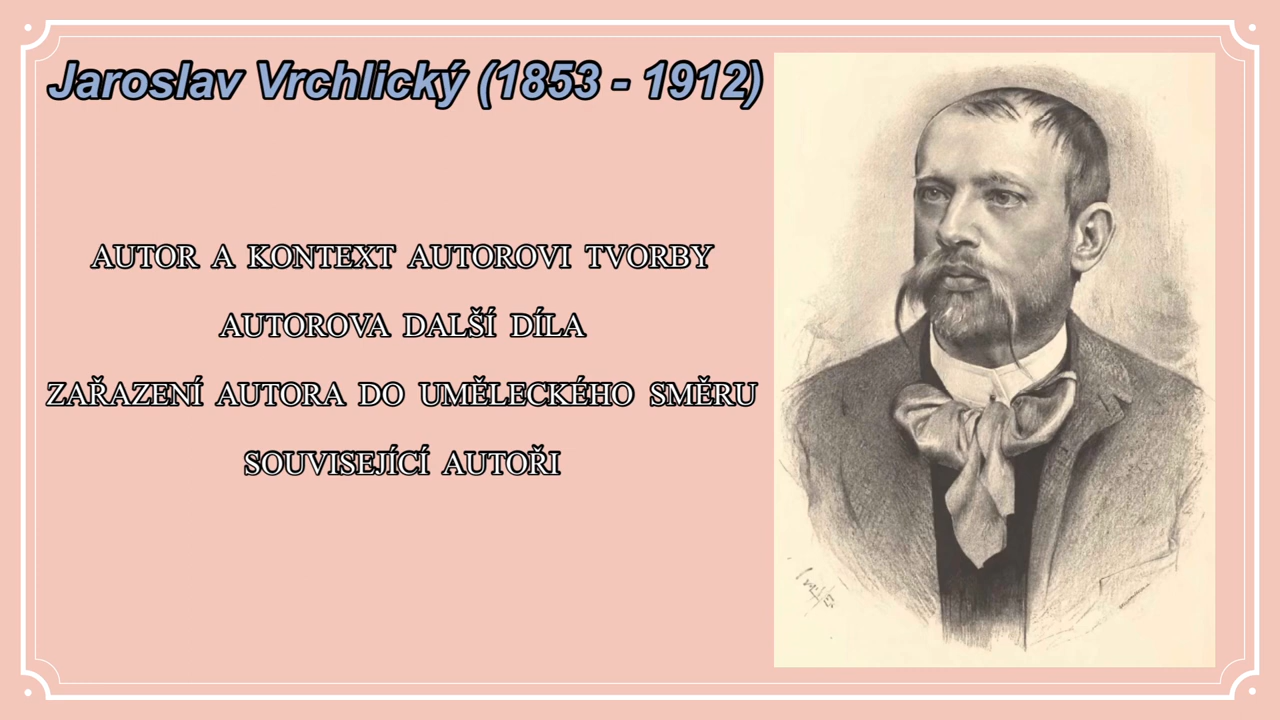 Jaroslav Vrchlický (1853 - 1912)
AUTOR A KONTEXT AUTOROVI TVORBY
AUTOROVA DALŠÍ DÍLA
ZAŘAZENÍ AUTORA DO UMĚLECKÉHO SMĚRU
SOUVISEJÍCÍ AUTOŘI